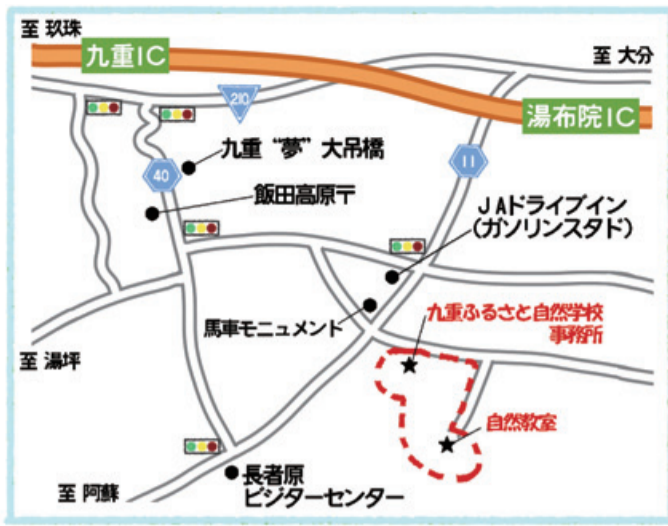 至 玖珠
九重IC
至 大分
210
湯布院IC
九重 “夢” 大吊橋
11
40
飯田高原〒
JAドライブイン
(ガソリンスタド)
馬車モニュメント
九重ふるさと自然学校
事務所
至 湯坪
自然教室
長者原
ビジターセンター
至 阿蘇